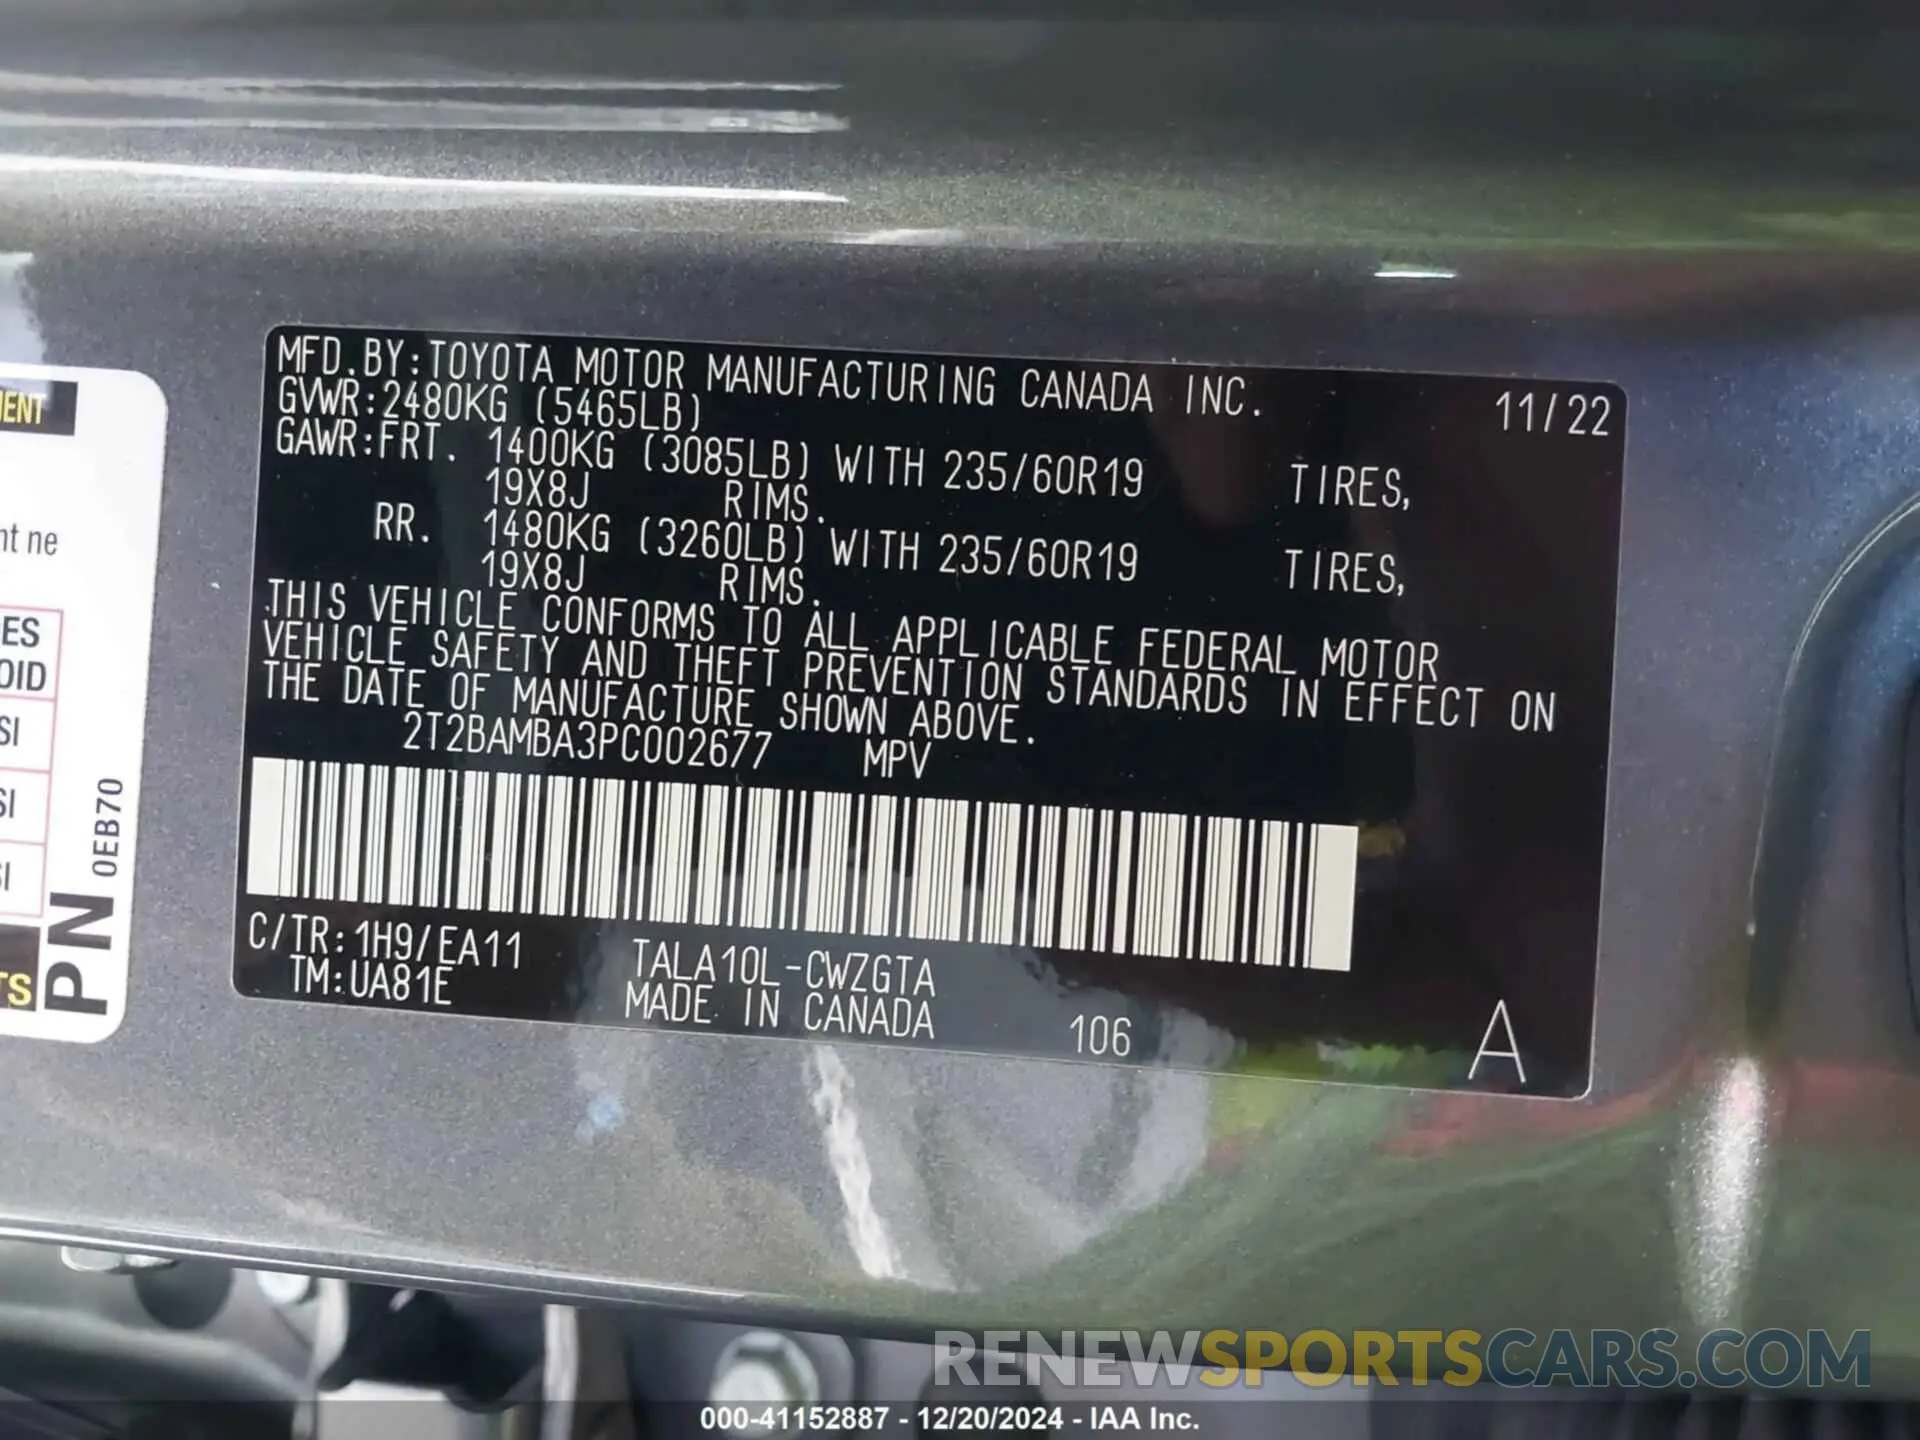 MFD.BY:TOYOTA MOTOR MANUFACTURING CANADA INC. 11/22
GVWR:2480KG (5465LB)
GAWR:FRT. 1400KG (3085LB) WITH 235/60R19 TIRES,
19X8J RIMS.
RR. 1480KG (3260LB) WITH 235/60R19 TIRES,
19X8J RIMS.
THIS VEHICLE CONFORMS TO ALL APPLICABLE FEDERAL MOTOR
VEHICLE SAFETY AND THEFT PREVENTION STANDARDS IN EFFECT ON
THE DATE OF MANUFACTURE SHOWN ABOVE.
2T2BAMBA3PC002677 MPV
C/TR:1H9/EA11 TALA10L-CWZGTA
TM:UA81E MADE IN CANADA 106 A
nt ne
SI
SI
PN 0EB70
RENEWSPORTSCARS.COM
000-41152887 - 12/20/2024 - IAA Inc.